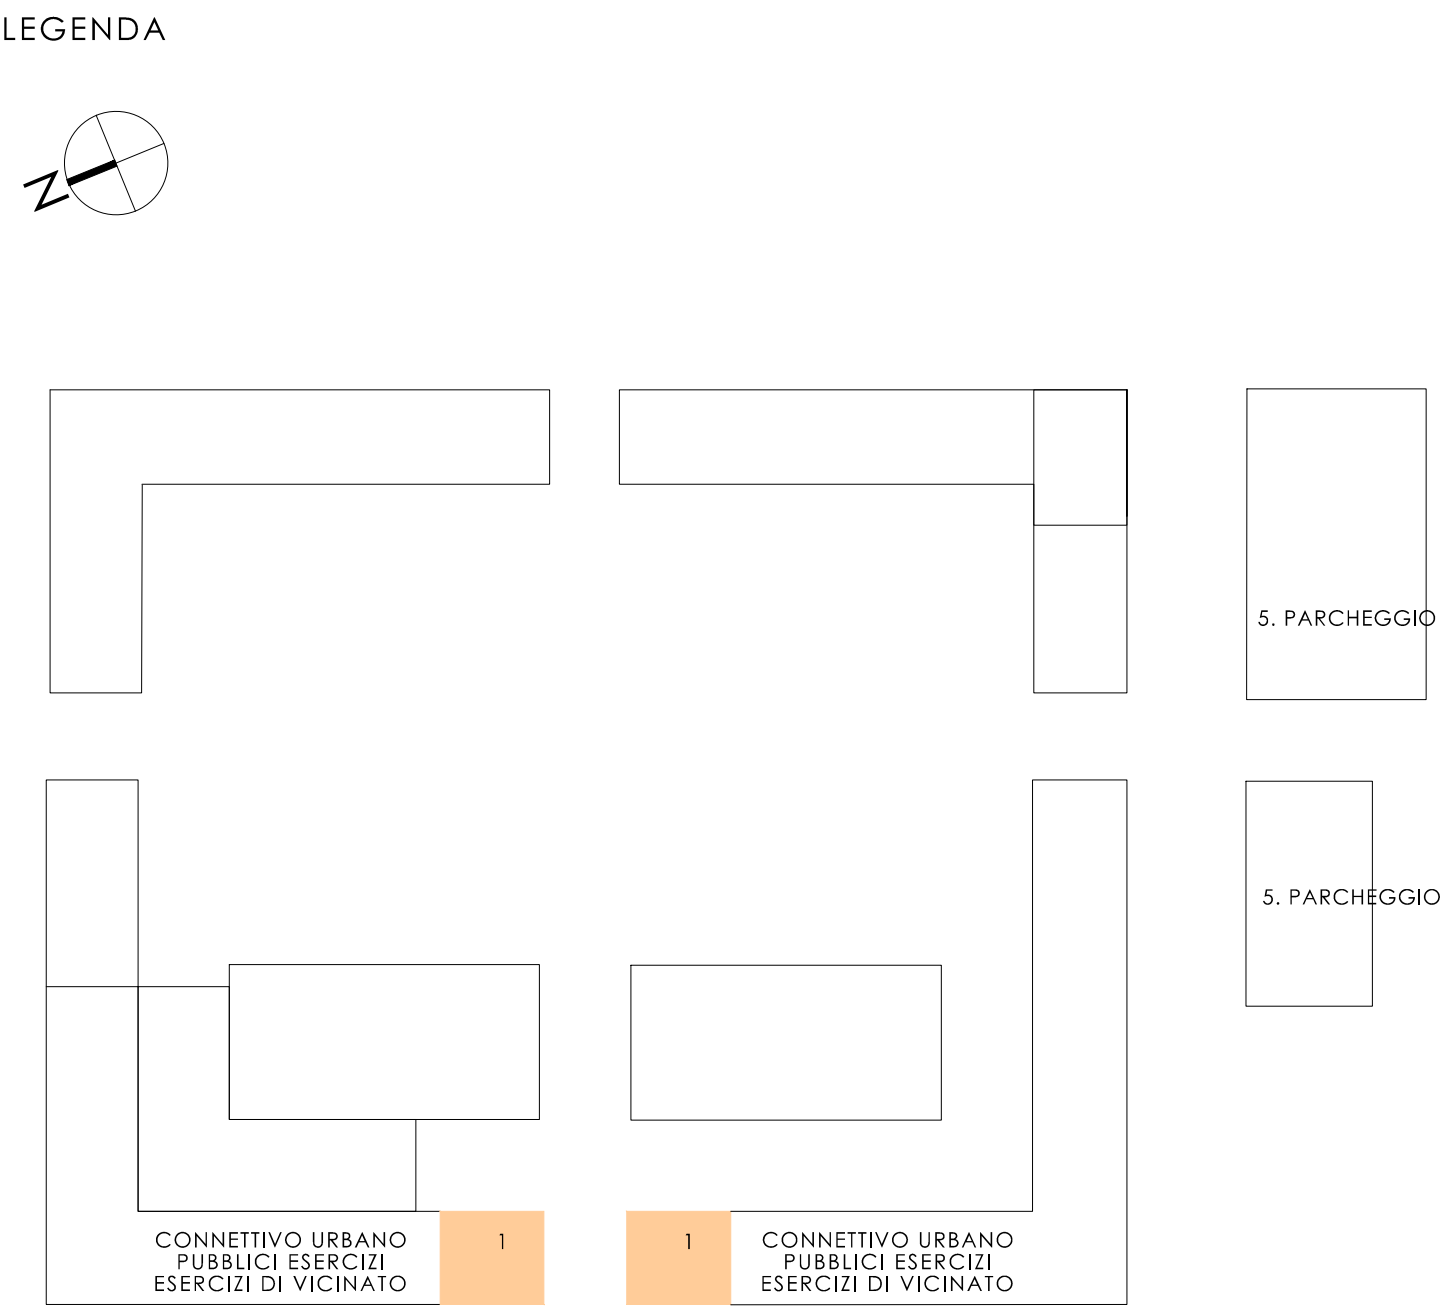 LEGENDA
N
5. PARCHEGGIO
5. PARCHEGGIO
CONNETTIVO URBANO
PUBBLICI ESERCIZI
ESERCIZI DI VICINATO
1
1
CONNETTIVO URBANO
PUBBLICI ESERCIZI
ESERCIZI DI VICINATO